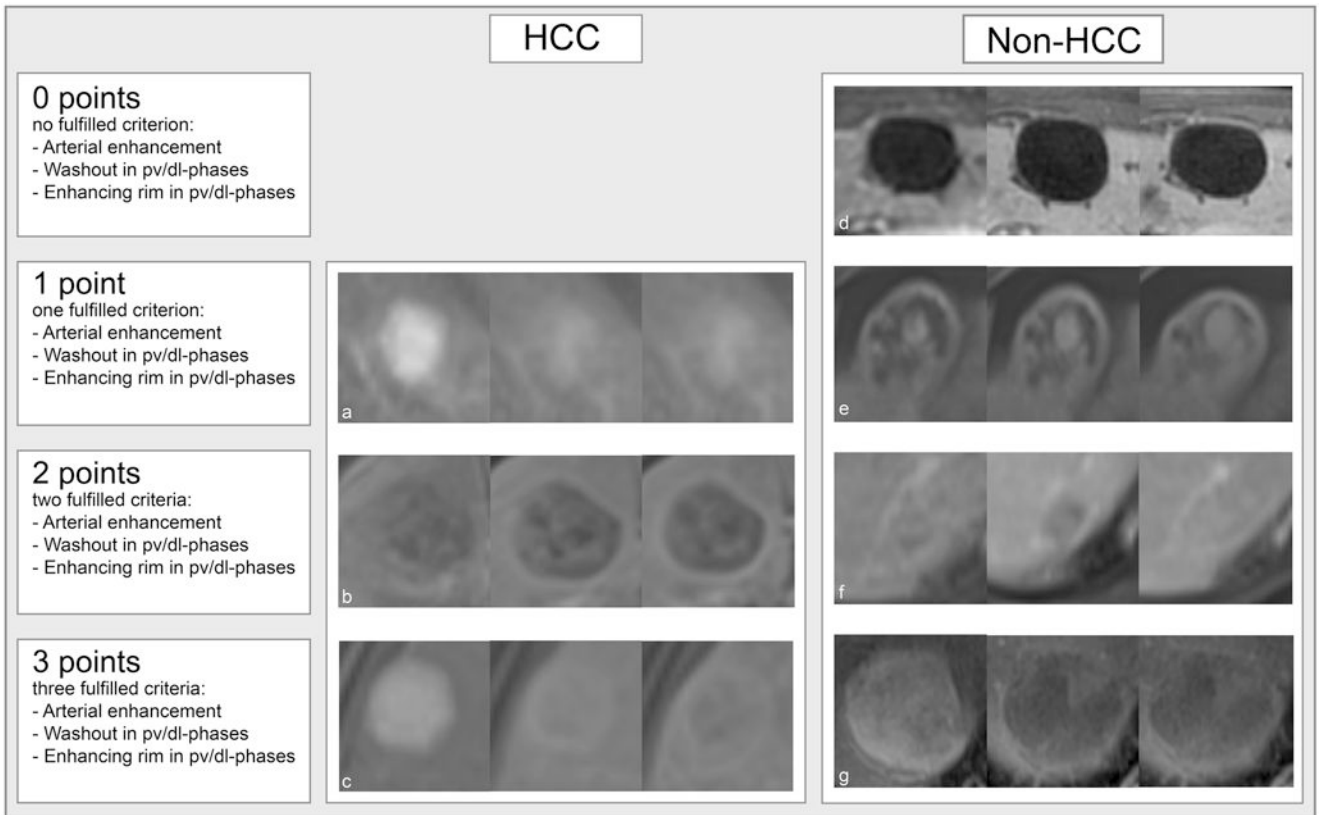 HCC
Non-HCC
0 points
no fulfilled criterion:
- Arterial enhancement
- Washout in pv/dl-phases
- Enhancing rim in pv/dl-phases
d
1 point
one fulfilled criterion:
- Arterial enhancement
- Washout in pv/dl-phases
- Enhancing rim in pv/dl-phases
a
e
2 points
two fulfilled criteria:
- Arterial enhancement
- Washout in pv/dl-phases
- Enhancing rim in pv/dl-phases
b
f
3 points
three fulfilled criteria:
- Arterial enhancement
- Washout in pv/dl-phases
- Enhancing rim in pv/dl-phases
c
g